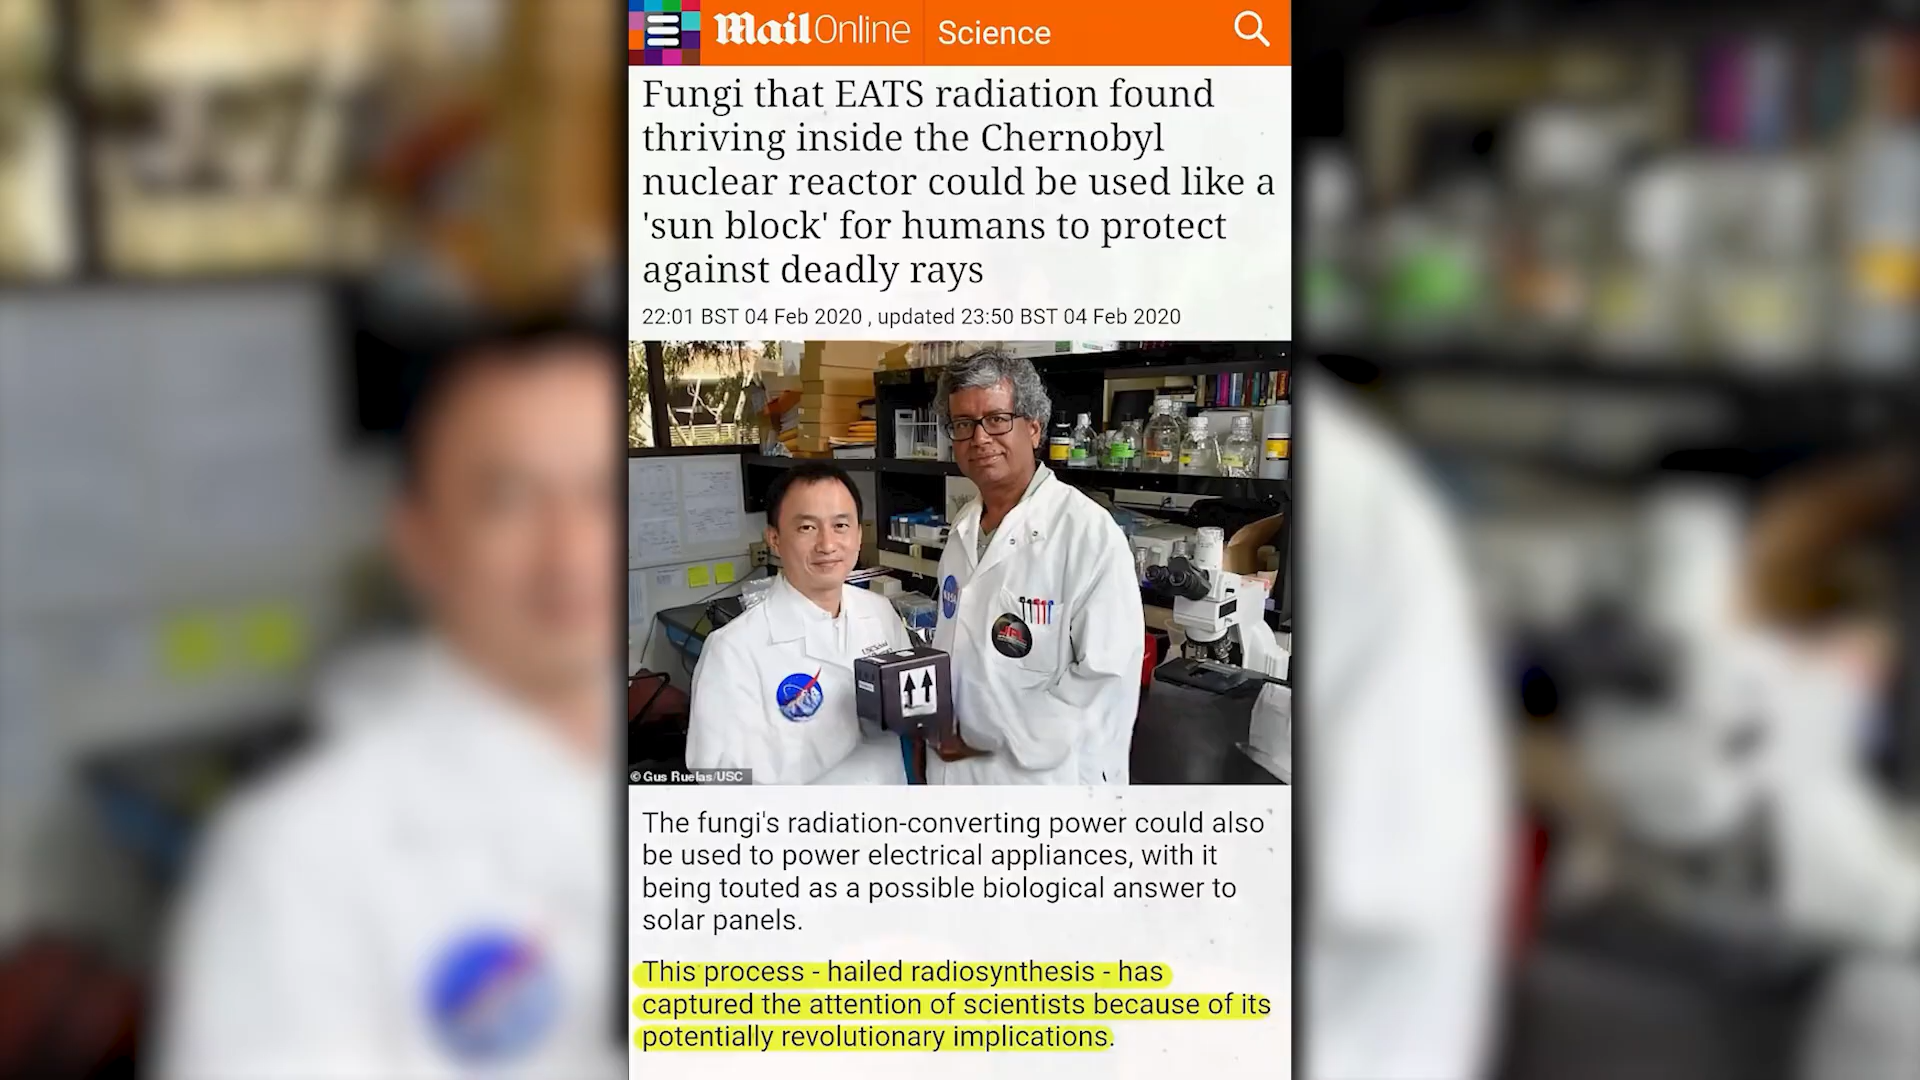 Mail Online Science
Fungi that EATS radiation found
thriving inside the Chernobyl
nuclear reactor could be used like a
'sun block' for humans to protect
against deadly rays
22:01 BST 04 Feb 2020 , updated 23:50 BST 04 Feb 2020
NASA
JPL
© Gus Ruelas/USC
The fungi's radiation-converting power could also
be used to power electrical appliances, with it
being touted as a possible biological answer to
solar panels.
This process - hailed radiosynthesis - has
captured the attention of scientists because of its
potentially revolutionary implications.